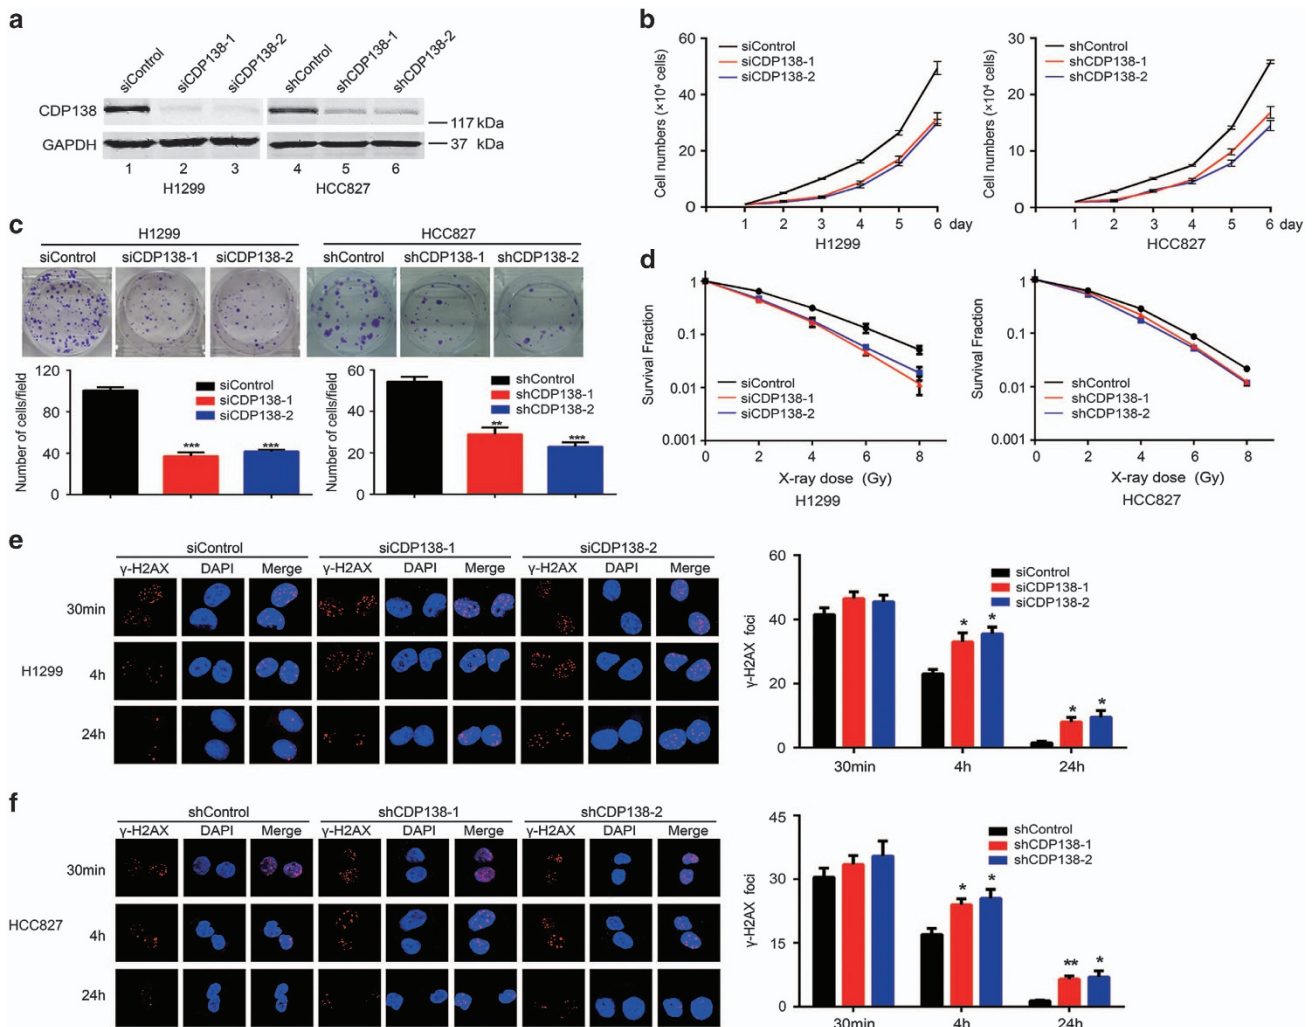 a
siControl siCDP138-1 siCDP138-2 shControl shCDP138-1 shCDP138-2
CDP138
117 kDa
GAPDH
37 kDa
1 2 3 4 5 6
H1299 HCC827
b
Cell numbers (×10⁴ cells)
60
40
20
0
siControl
siCDP138-1
siCDP138-2
1 2 3 4 5 6 day
H1299
Cell numbers (×10⁴ cells)
30
20
10
0
shControl
shCDP138-1
shCDP138-2
1 2 3 4 5 6 day
HCC827
c
H1299 HCC827
siControl siCDP138-1 siCDP138-2 shControl shCDP138-1 shCDP138-2
Number of cells/field
120
80
40
0
siControl
siCDP138-1
siCDP138-2
*** ***
Number of cells/field
60
40
20
0
shControl
shCDP138-1
shCDP138-2
** ***
d
Survival Fraction
1
0.1
0.01
0.001
siControl
siCDP138-1
siCDP138-2
0 2 4 6 8
X-ray dose (Gy)
H1299
Survival Fraction
1
0.1
0.01
0.001
shControl
shCDP138-1
shCDP138-2
0 2 4 6 8
X-ray dose (Gy)
HCC827
e
siControl siCDP138-1 siCDP138-2
γ-H2AX DAPI Merge γ-H2AX DAPI Merge γ-H2AX DAPI Merge
30min
H1299 4h
24h
γ-H2AX foci
60
40
20
0
siControl
siCDP138-1
siCDP138-2
* * * *
30min 4h 24h
f
shControl shCDP138-1 shCDP138-2
γ-H2AX DAPI Merge γ-H2AX DAPI Merge γ-H2AX DAPI Merge
30min
HCC827 4h
24h
γ-H2AX foci
45
30
15
0
shControl
shCDP138-1
shCDP138-2
* * ** *
30min 4h 24h